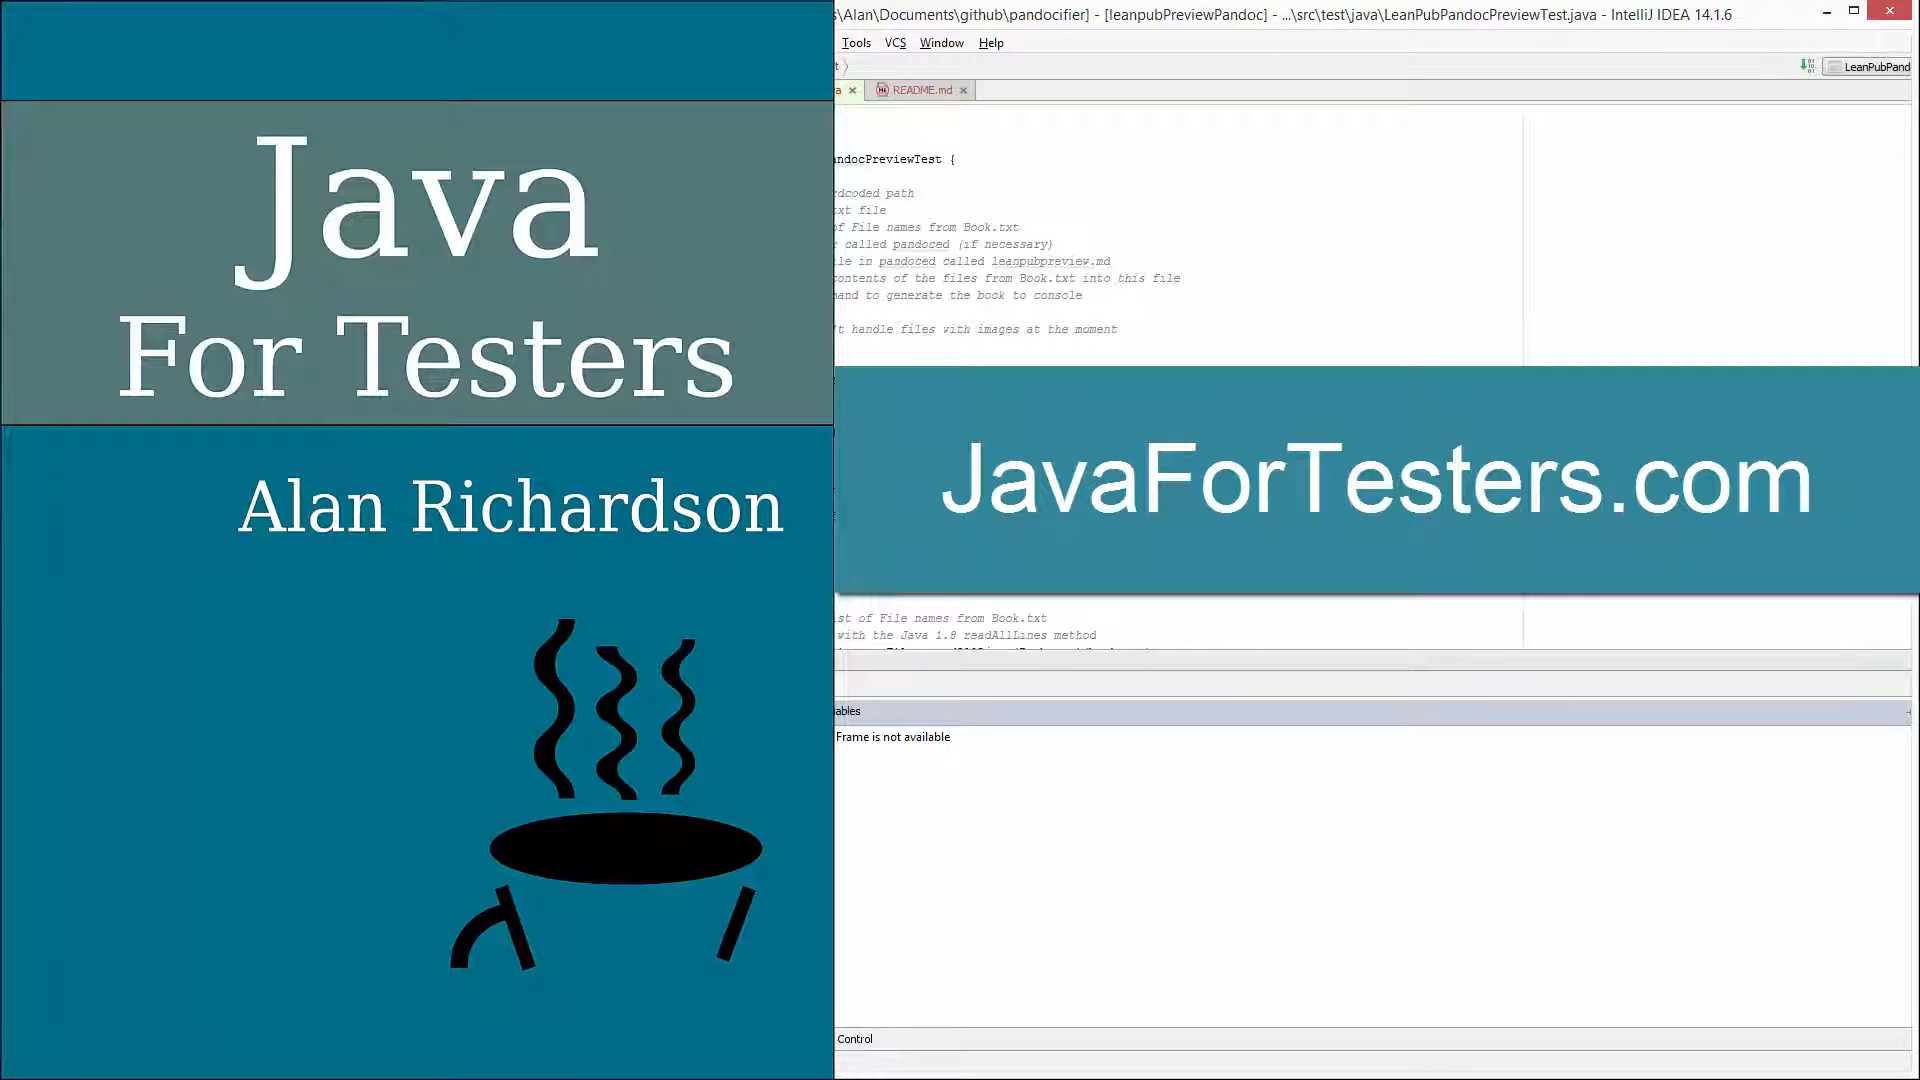 Java
For Testers
Alan Richardson
s\Alan\Documents\github\pandocifier] - [leanpubPreviewPandoc] - ...\src\test\java\LeanPubPandocPreviewTest.java - IntelliJ IDEA 14.1.6
Tools VCS Window Help
LeanPubPand
README.md
andocPreviewTest {
rdcoded path
xt file
of File names from Book.txt
r called pandoced (if necessary)
ile in pandoced called leanpubpreview.md
contents of the files from Book.txt into this file
mand to generate the book to console
't handle files with images at the moment
JavaForTesters.com
ist of File names from Book.txt
with the Java 1.8 readAllLines method
ables
Frame is not available
Control